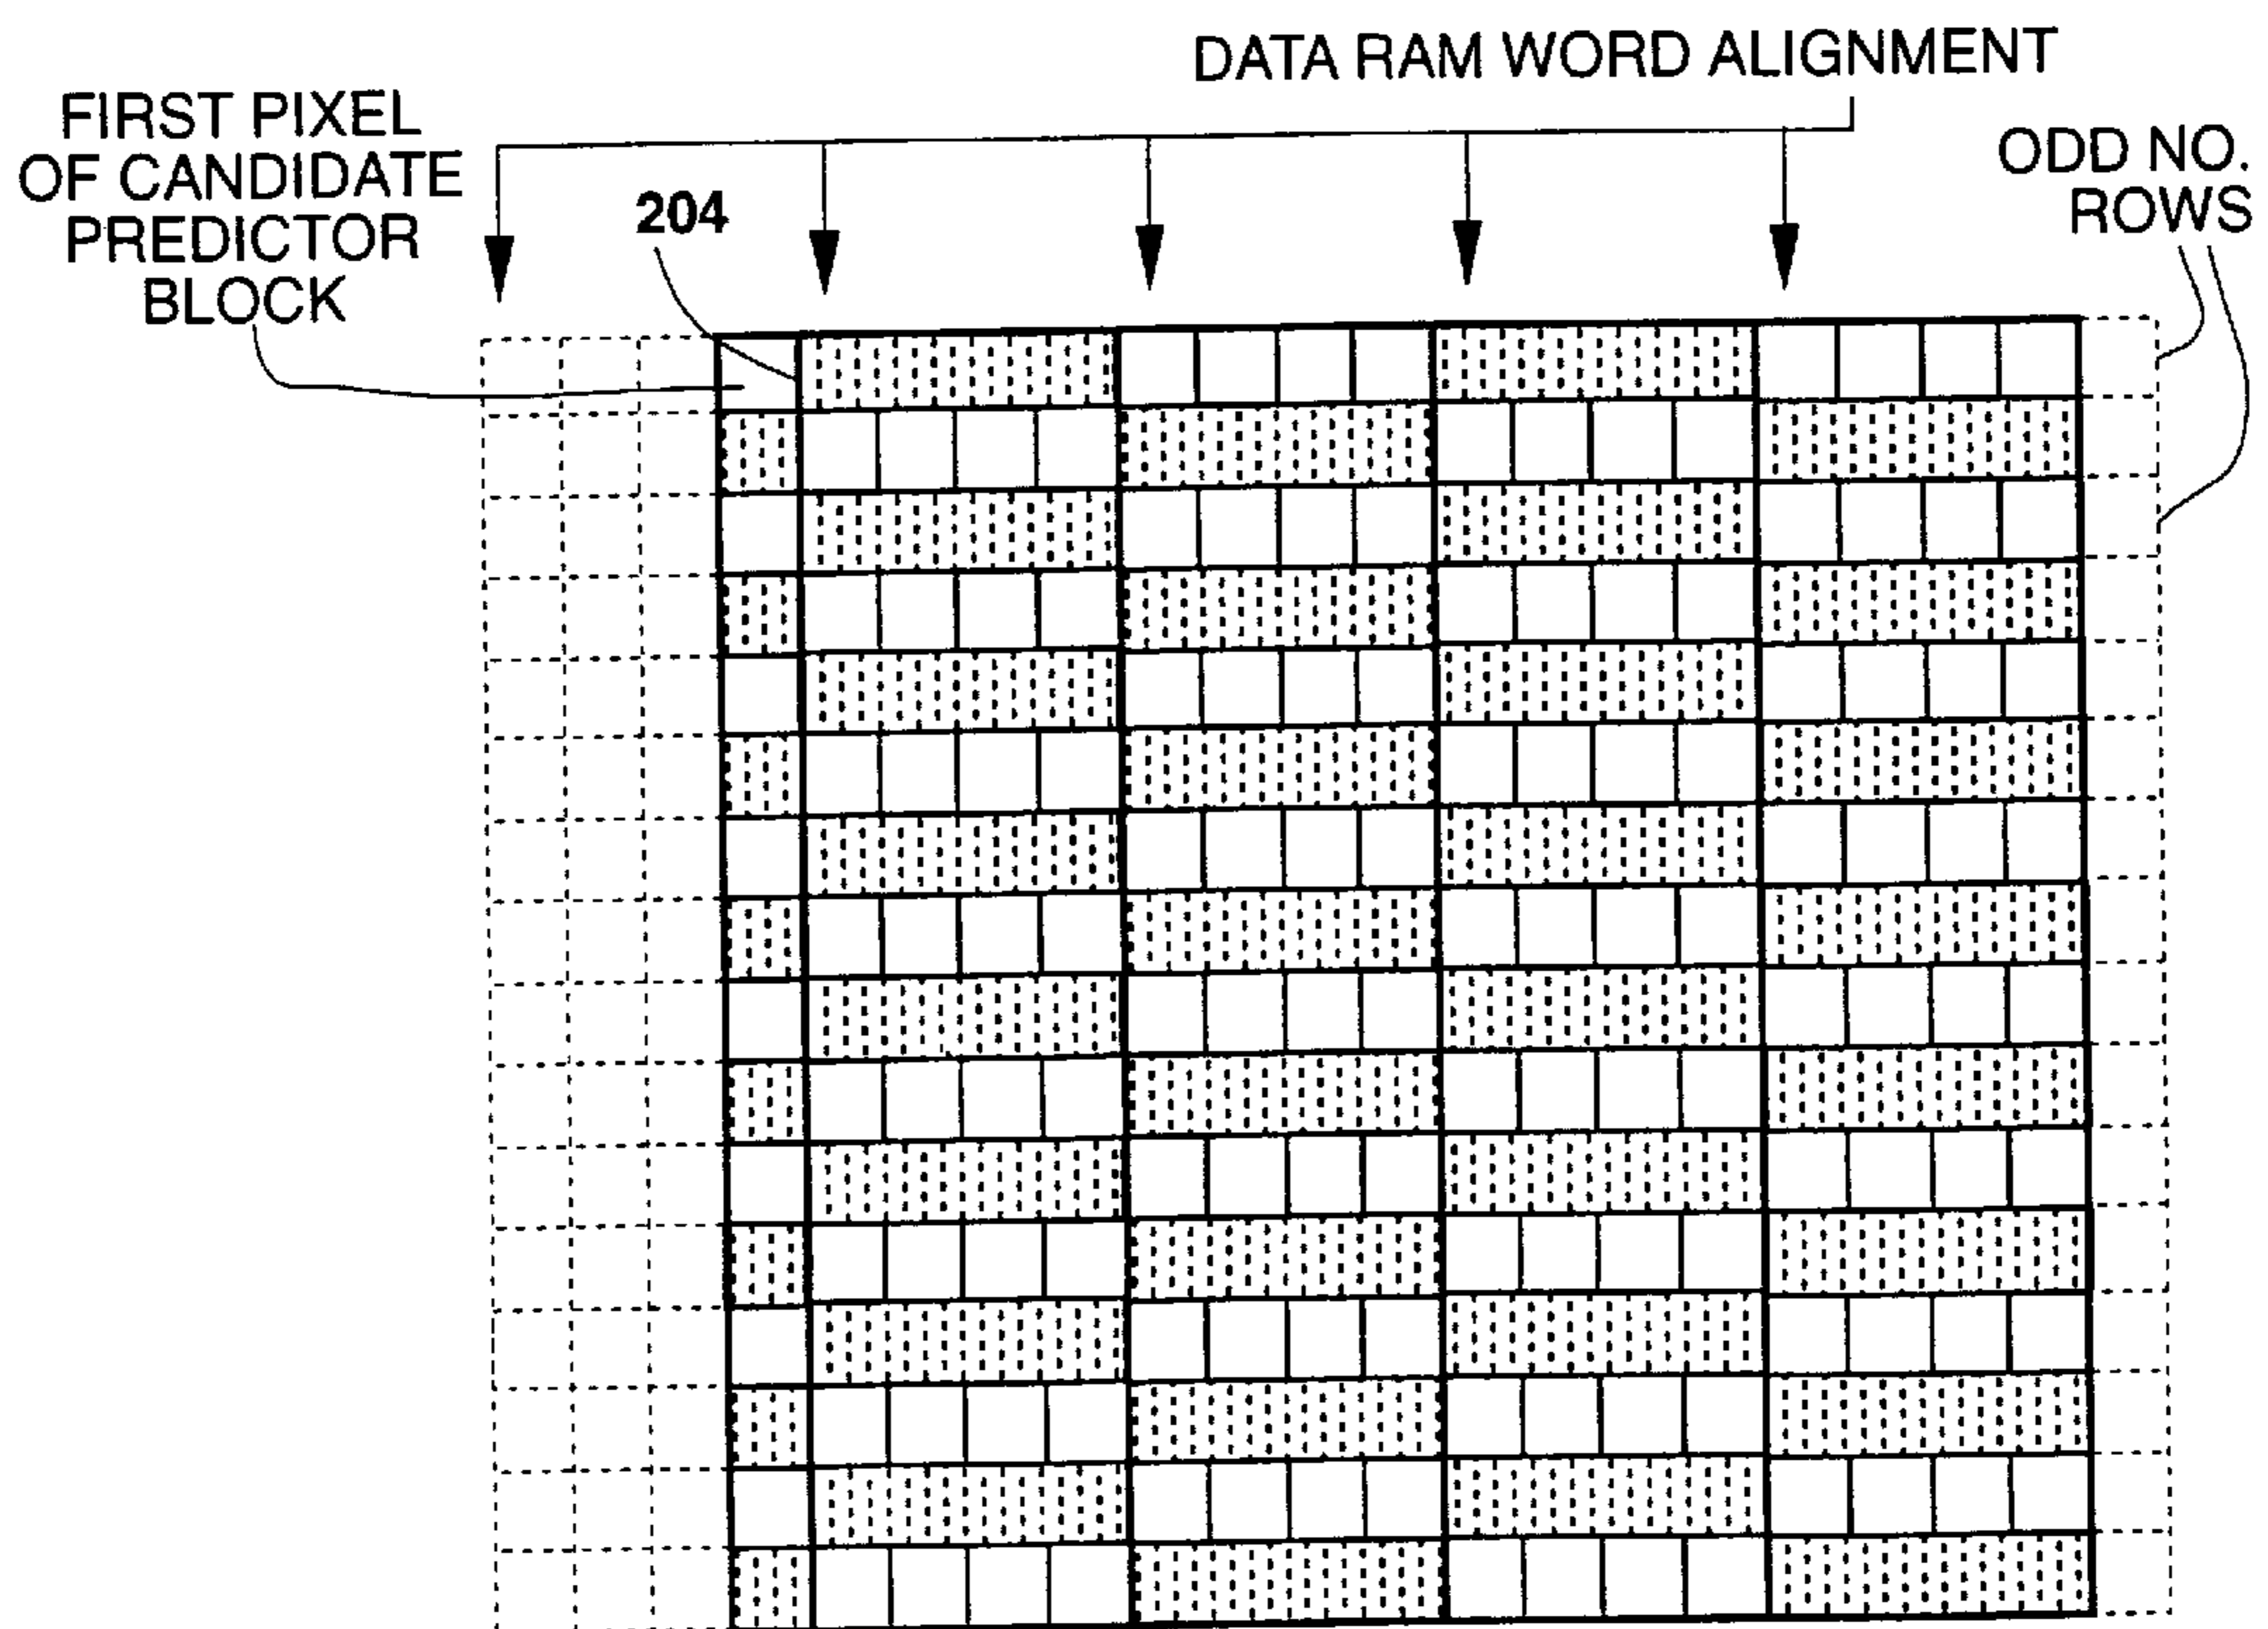 DATA RAM WORD ALIGNMENT
FIRST PIXEL
OF CANDIDATE
PREDICTOR
BLOCK
204
ODD NO.
ROWS